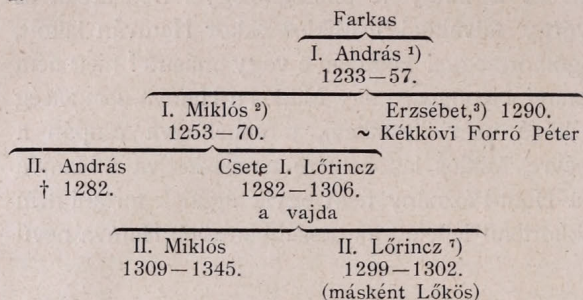 Farkas
I. András ¹)
1233—57.
I. Miklós ²) Erzsébet,³) 1290.
1253—70. ~ Kékkövi Forró Péter
II. András Csete I. Lőrincz
† 1282. 1282—1306.
a vajda
II. Miklós II. Lőrincz ⁷)
1309—1345. 1299—1302.
(másként Lőkös)